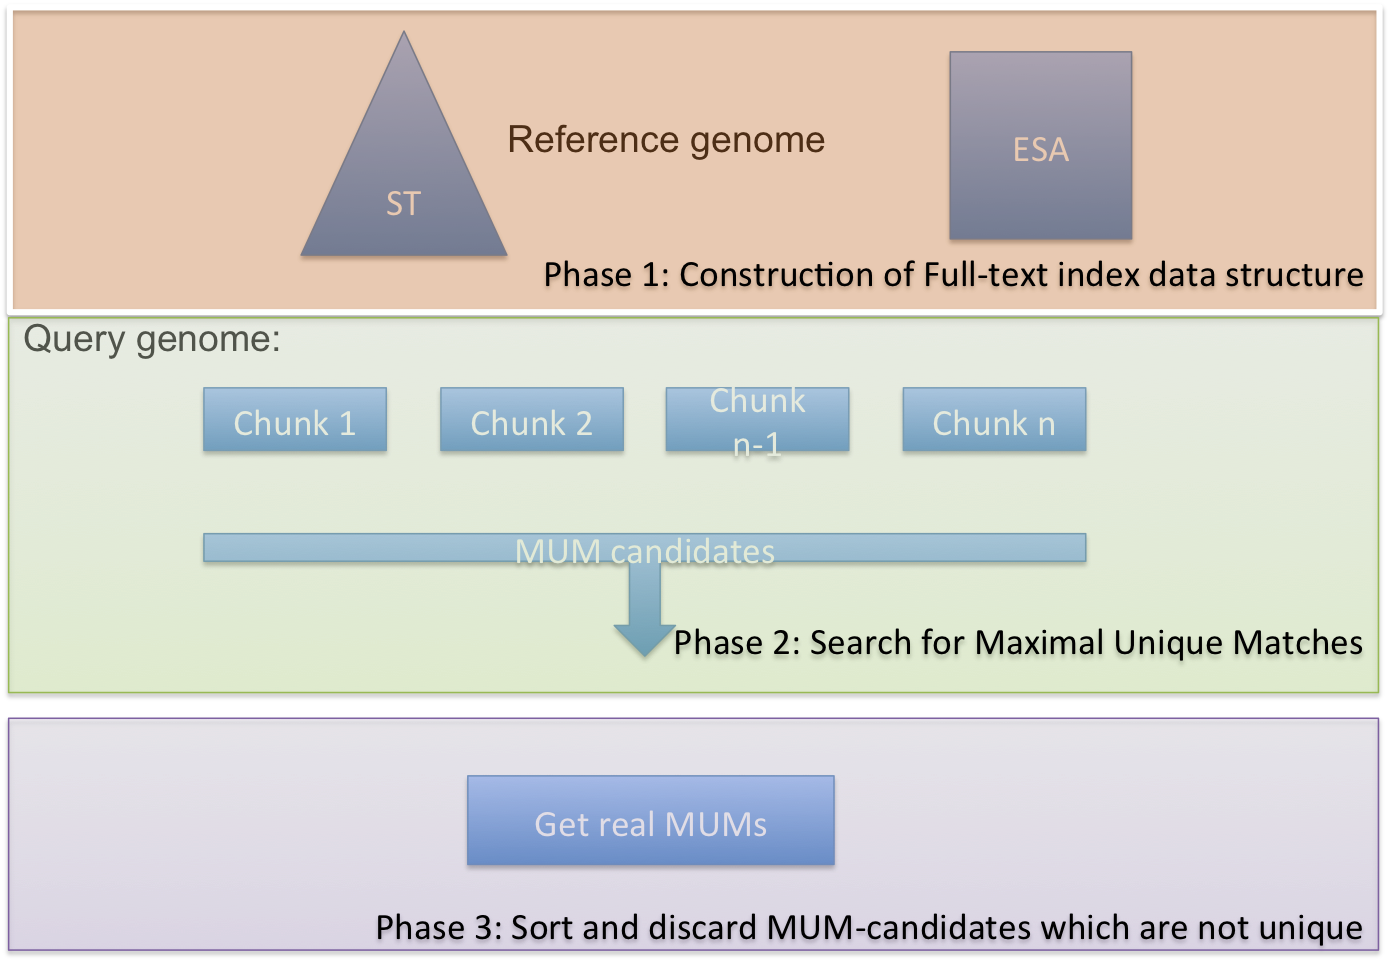 ST
Reference genome
ESA
Phase 1: Construction of Full-text index data structure
Query genome:
Chunk 1
Chunk 2
Chunk
n-1
Chunk n
MUM candidates
Phase 2: Search for Maximal Unique Matches
Get real MUMs
Phase 3: Sort and discard MUM-candidates which are not unique